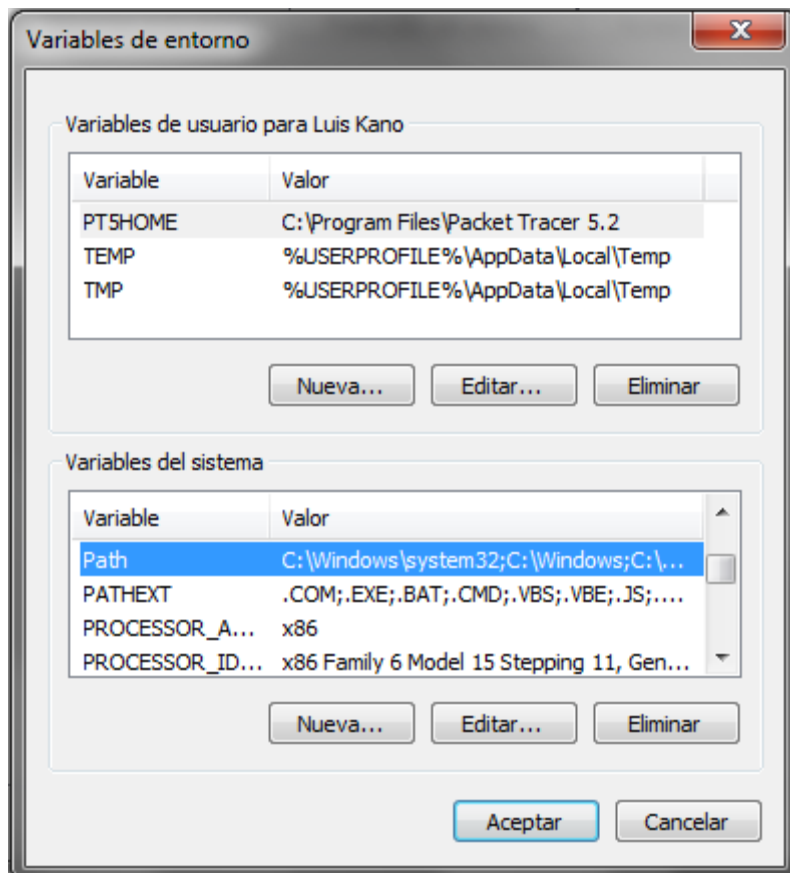 Variables de entorno
Variables de usuario para Luis Kano
Variable Valor
PT5HOME C:\Program Files\Packet Tracer 5.2
TEMP %USERPROFILE%\AppData\Local\Temp
TMP %USERPROFILE%\AppData\Local\Temp
Nueva... Editar... Eliminar
Variables del sistema
Variable Valor
Path C:\Windows\system32;C:\Windows;C:\...
PATHEXT .COM;.EXE;.BAT;.CMD;.VBS;.VBE;.JS;....
PROCESSOR_A... x86
PROCESSOR_ID... x86 Family 6 Model 15 Stepping 11, Gen...
Nueva... Editar... Eliminar
Aceptar Cancelar